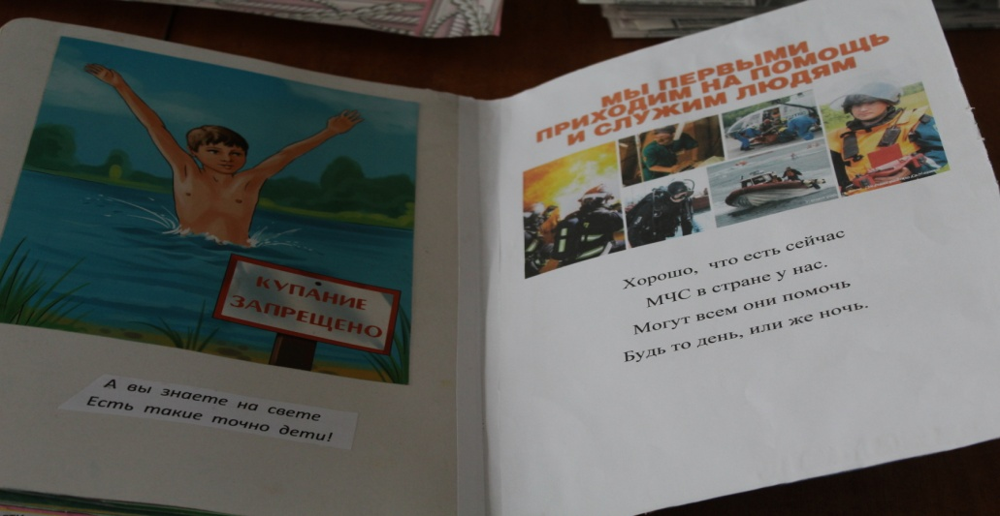 КУПАНИЕ
ЗАПРЕЩЕНО
А вы знаете на свете
Есть такие точно дети!
МЫ ПЕРВЫМИ
ПРИХОДИМ НА ПОМОЩЬ
И СЛУЖИМ ЛЮДЯМ
Хорошо, что есть сейчас
МЧС в стране у нас.
Могут всем они помочь
Будь то день, или же ночь.